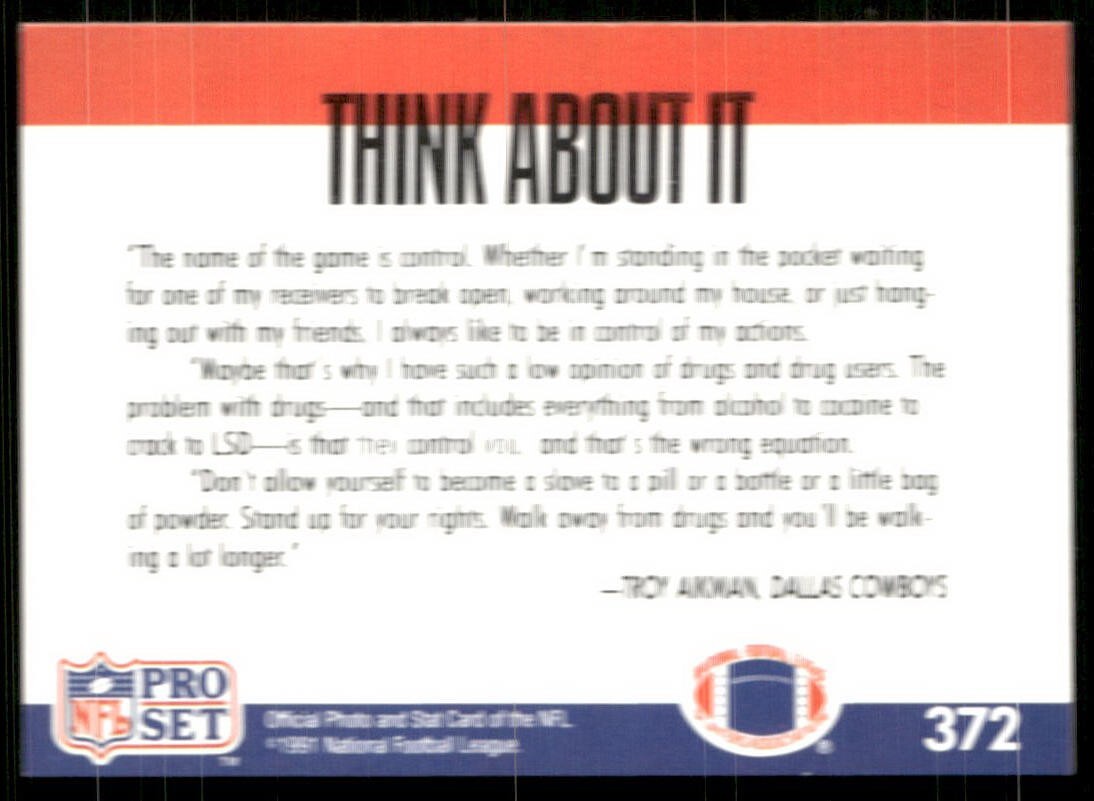 THINK ABOUT IT
"The name of the game is control. Whether I'm standing in the pocket waiting
for one of my receivers to break open, working around my house, or just hang-
ing out with my friends, I always like to be in control of my actions.
"Maybe that's why I have such a low opinion of drugs and drug users. The
problem with drugs—and that includes everything from alcohol to cocaine to
crack to LSD—is that they control you, and that's the wrong equation.
"Don't allow yourself to become a slave to a pill or a bottle or a little bag
of powder. Stand up for your rights. Walk away from drugs and you'll be walk-
ing a lot longer."
—TROY AIKMAN, DALLAS COWBOYS
NFL PRO SET ™
Official Photo and Stat Card of the NFL.
©1991 National Football League.
®
372